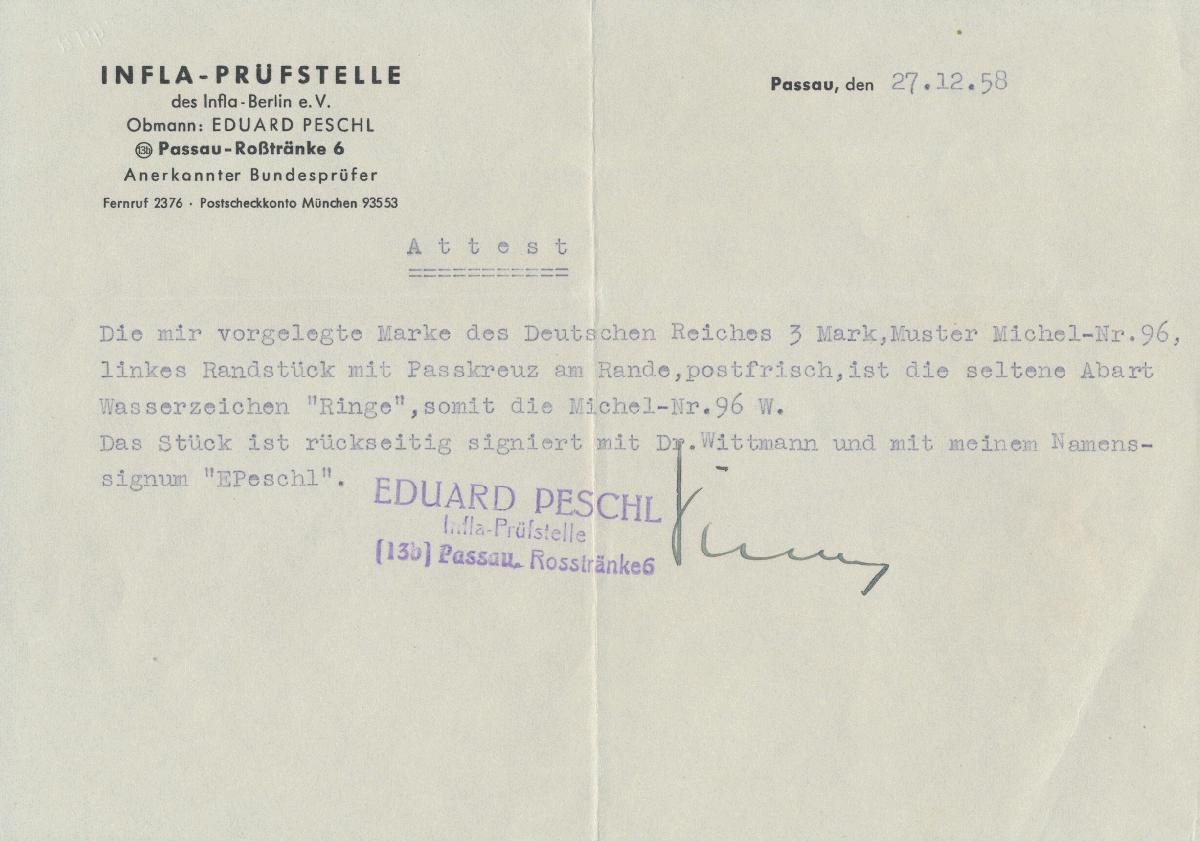 INFLA-PRÜFSTELLE
des Infla-Berlin e.V.
Obmann: EDUARD PESCHL
(13b) Passau-Roßtränke 6
Anerkannter Bundesprüfer
Fernruf 2376 · Postscheckkonto München 93553
Passau, den 27.12.58
Attest
===========
Die mir vorgelegte Marke des Deutschen Reiches 3 Mark,Muster Michel-Nr.96,
linkes Randstück mit Passkreuz am Rande,postfrisch,ist die seltene Abart
Wasserzeichen "Ringe",somit die Michel-Nr.96 W.
Das Stück ist rückseitig signiert mit Dr.Wittmann und mit meinem Namens-
signum "EPeschl".
EDUARD PESCHL
Infla-Prüfstelle
(13b) Passau, Rosstränke6